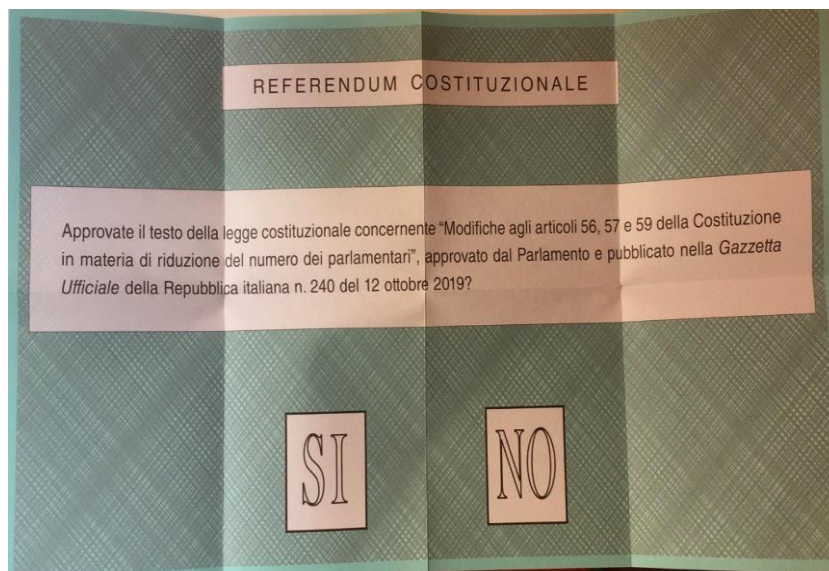 REFERENDUM COSTITUZIONALE
Approvate il testo della legge costituzionale concernente “Modifiche agli articoli 56, 57 e 59 della Costituzione
in materia di riduzione del numero dei parlamentari”, approvato dal Parlamento e pubblicato nella Gazzetta
Ufficiale della Repubblica italiana n. 240 del 12 ottobre 2019?
SI NO